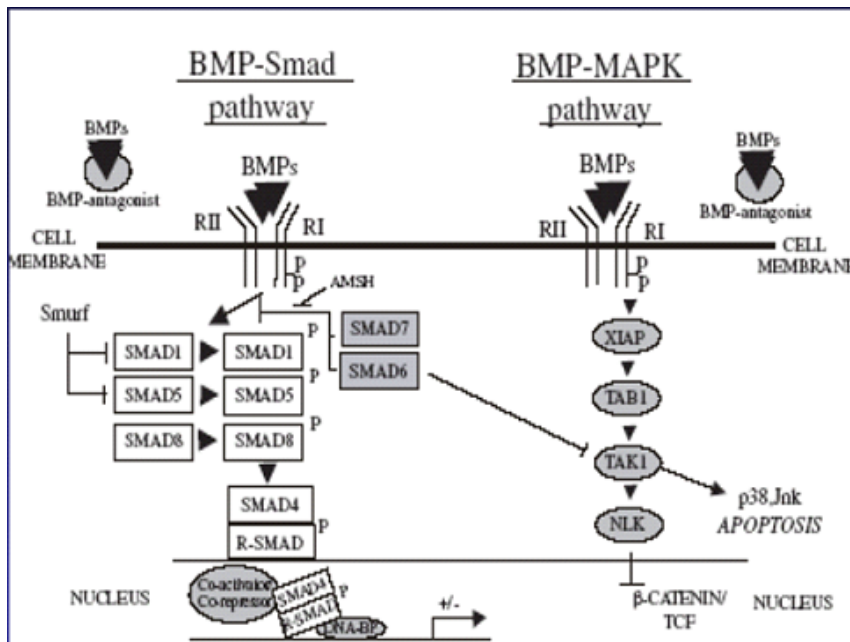 BMP-Smad
pathway
BMP-MAPK
pathway
BMPs
BMP-antagonist
BMPs
BMPs
BMPs
BMP-antagonist
RII
RI
RII
RI
CELL
MEMBRANE
CELL
MEMBRANE
P
P
P
P
AMSH
Smurf
P
SMAD7
XIAP
SMAD1
SMAD1
P
SMAD6
SMAD5
SMAD5
TAB1
P
SMAD8
SMAD8
TAK1
p38,Jnk
APOPTOSIS
SMAD4
P
R-SMAD
NLK
NUCLEUS
Co-activator
Co-repressor
SMAD4
P
R-SMAD
DNA-BP
+/-
β-CATENIN/
TCF
NUCLEUS